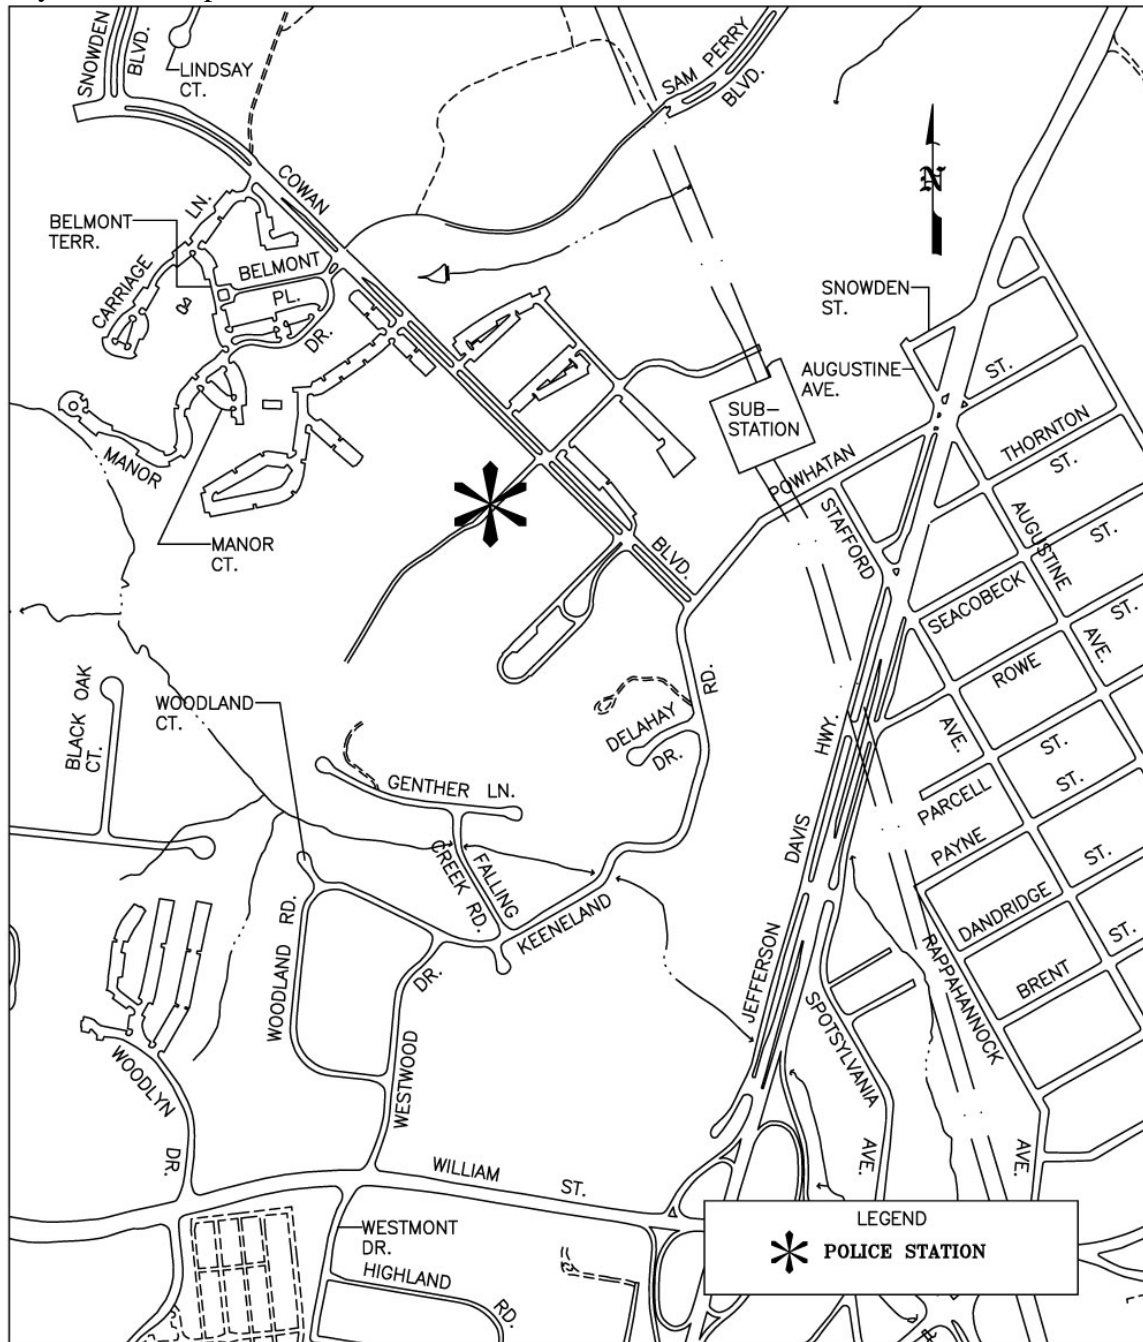 SNOWDEN
BLVD.
LINDSAY
CT.
SAM PERRY
BLVD.
COWAN
LN.
BELMONT
TERR.
CARRIAGE
BELMONT
PL.
DR.
N
SNOWDEN
ST.
AUGUSTINE
AVE.
ST.
SUB-
STATION
THORNTON
ST.
POWHATAN
MANOR
STAFFORD
AUGUSTINE
ST.
MANOR
CT.
BLVD.
SEACOBECK
ST.
AVE.
ROWE
BLACK OAK
CT.
WOODLAND
CT.
RD.
DELAHAY
DR.
HWY.
AVE.
ST.
GENTHER LN.
PARCELL
ST.
FALLING
CREEK RD.
DAVIS
PAYNE
ST.
DANDRIDGE
KEENELAND
WOODLAND RD.
DR.
JEFFERSON
RAPPAHANNOCK
BRENT
ST.
SPOTSYLVANIA
WESTWOOD
WOODLYN
DR.
AVE.
AVE.
WILLIAM
ST.
WESTMONT
DR.
HIGHLAND
RD.
LEGEND
POLICE STATION